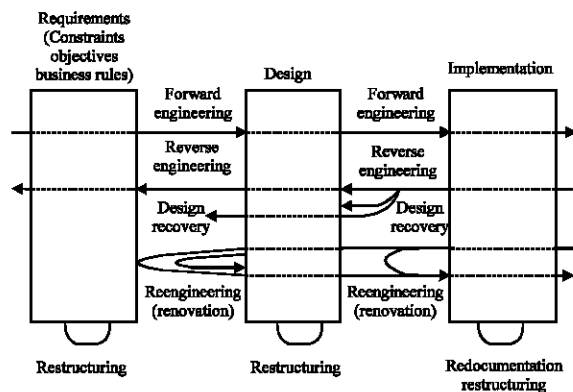 Requirements
(Constraints
objectives
business rules)
Design
Implementation
Forward
engineering
Forward
engineering
Reverse
engineering
Reverse
engineering
Design
recovery
Design
recovery
Reengineering
(renovation)
Reengineering
(renovation)
Restructuring
Restructuring
Redocumentation
restructuring